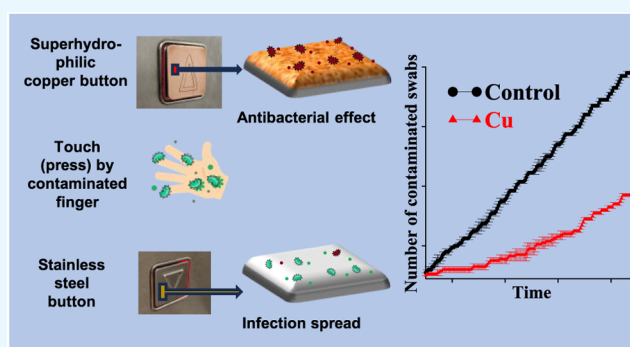 Superhydro-
philic
copper button
Antibacterial effect
Touch
(press) by
contaminated
finger
Stainless
steel
button
Infection spread
Number of contaminated swabs
Control
Cu
Time